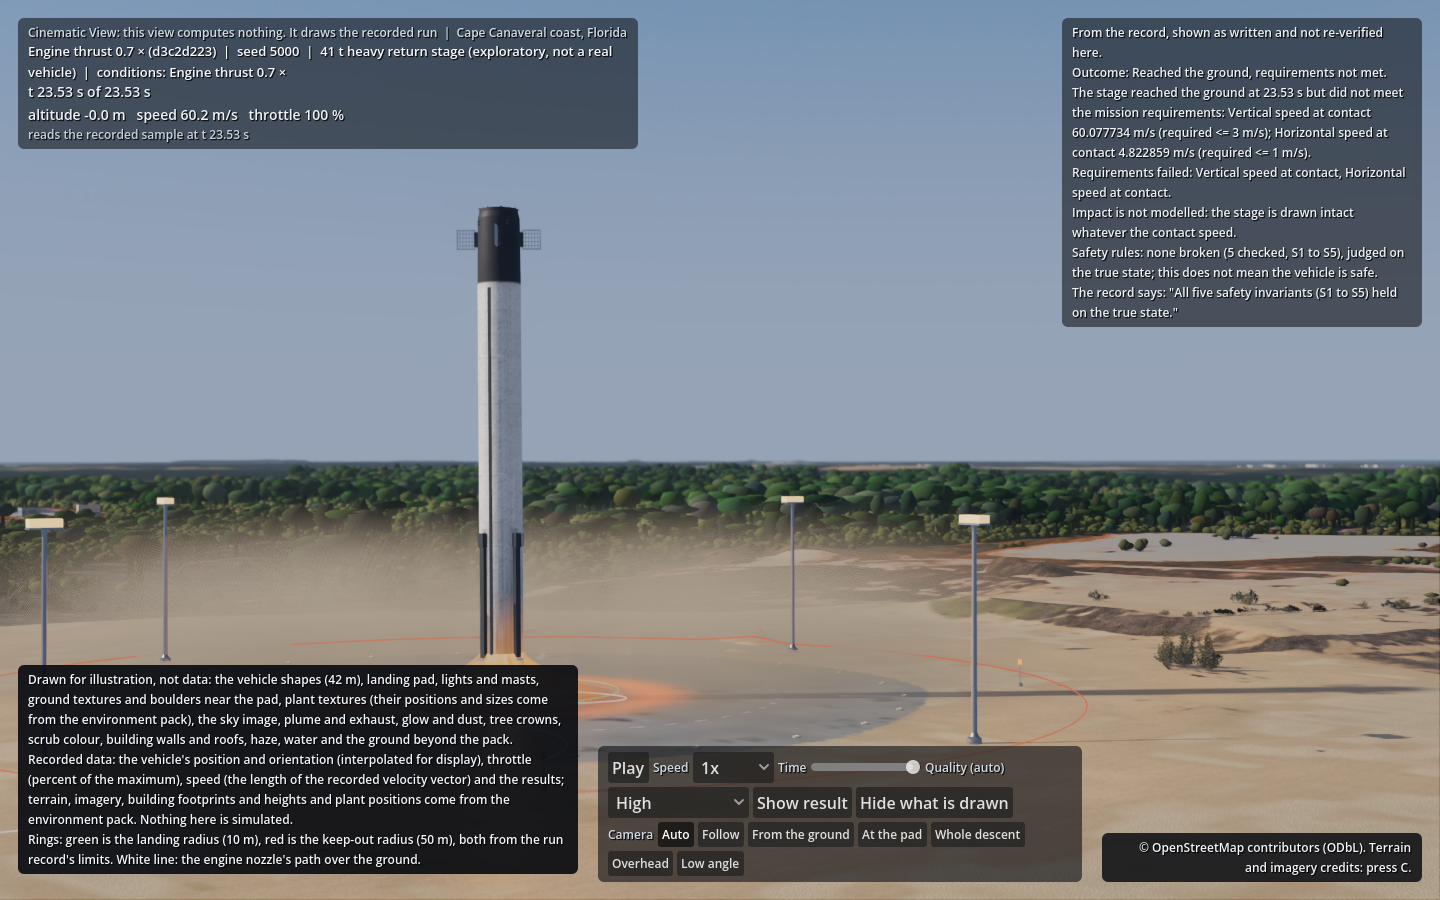 Cinematic View: this view computes nothing. It draws the recorded run | Cape Canaveral coast, Florida
Engine thrust 0.7 × (d3c2d223) | seed 5000 | 41 t heavy return stage (exploratory, not a real
vehicle) | conditions: Engine thrust 0.7 ×
t 23.53 s of 23.53 s
altitude -0.0 m speed 60.2 m/s throttle 100 %
reads the recorded sample at t 23.53 s
From the record, shown as written and not re-verified
here.
Outcome: Reached the ground, requirements not met.
The stage reached the ground at 23.53 s but did not meet
the mission requirements: Vertical speed at contact
60.077734 m/s (required <= 3 m/s); Horizontal speed at
contact 4.822859 m/s (required <= 1 m/s).
Requirements failed: Vertical speed at contact, Horizontal
speed at contact.
Impact is not modelled: the stage is drawn intact
whatever the contact speed.
Safety rules: none broken (5 checked, S1 to S5), judged on
the true state; this does not mean the vehicle is safe.
The record says: "All five safety invariants (S1 to S5) held
on the true state."
Drawn for illustration, not data: the vehicle shapes (42 m), landing pad, lights and masts,
ground textures and boulders near the pad, plant textures (their positions and sizes come
from the environment pack), the sky image, plume and exhaust, glow and dust, tree crowns,
scrub colour, building walls and roofs, haze, water and the ground beyond the pack.
Recorded data: the vehicle's position and orientation (interpolated for display), throttle
(percent of the maximum), speed (the length of the recorded velocity vector) and the results;
terrain, imagery, building footprints and heights and plant positions come from the
environment pack. Nothing here is simulated.
Rings: green is the landing radius (10 m), red is the keep-out radius (50 m), both from the run
record's limits. White line: the engine nozzle's path over the ground.
Play Speed 1x Time Quality (auto)
High Show result Hide what is drawn
Camera Auto Follow From the ground At the pad Whole descent
Overhead Low angle
© OpenStreetMap contributors (ODbL). Terrain
and imagery credits: press C.